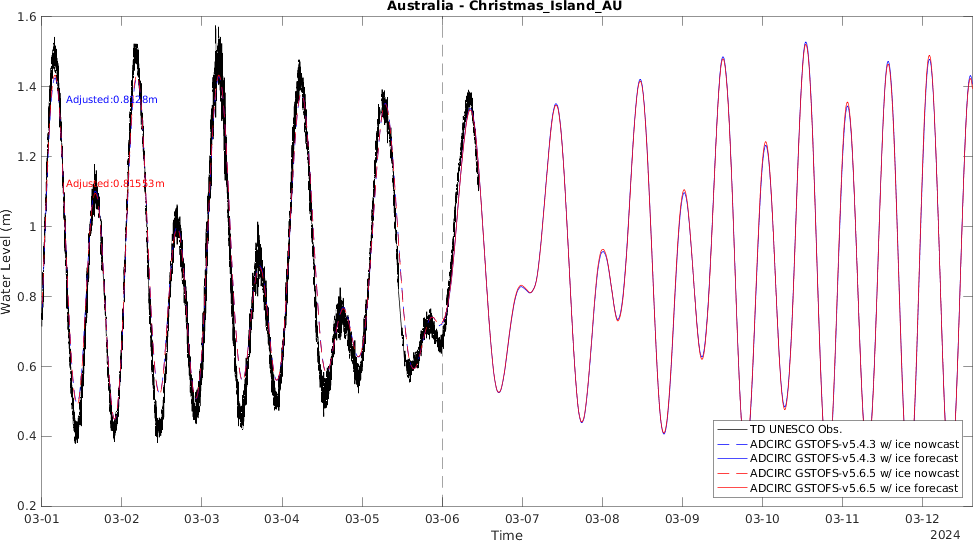 Australia - Christmas_Island_AU
1.6
1.4
1.2
1
0.8
0.6
0.4
0.2
Water Level (m)
Adjusted:0.8128m
Adjusted:0.81553m
TD UNESCO Obs.
ADCIRC GSTOFS-v5.4.3 w/ ice nowcast
ADCIRC GSTOFS-v5.4.3 w/ ice forecast
ADCIRC GSTOFS-v5.6.5 w/ ice nowcast
ADCIRC GSTOFS-v5.6.5 w/ ice forecast
03-01 03-02 03-03 03-04 03-05 03-06 03-07 03-08 03-09 03-10 03-11 03-12
Time
2024